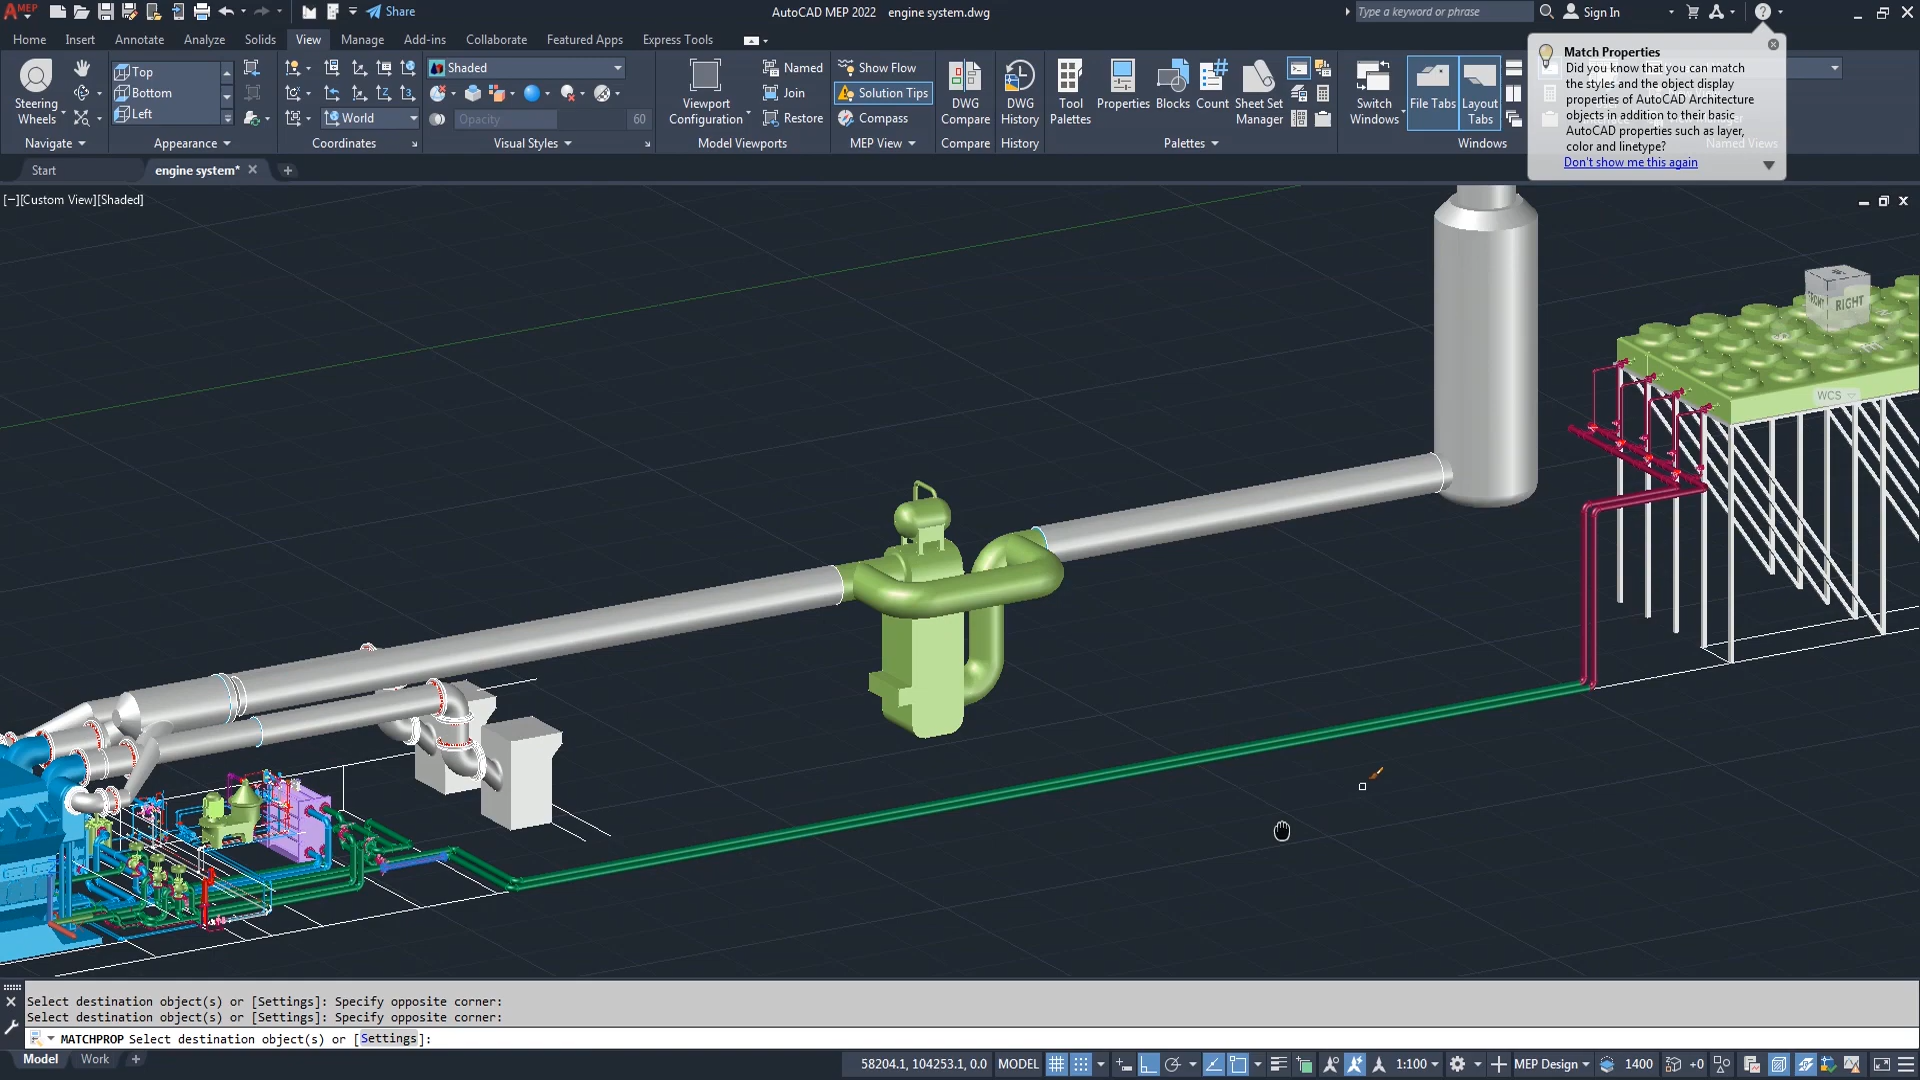 MEP
Share
AutoCAD MEP 2022 engine system.dwg
Type a keyword or phrase
Sign In
Home Insert Annotate Analyze Solids View Manage Add-ins Collaborate Featured Apps Express Tools
Steering Wheels
Navigate
Top
Bottom
Left
Appearance
World
Coordinates
Shaded
Opacity 60
Visual Styles
Viewport Configuration
Named
Join
Restore
Model Viewports
Show Flow
Solution Tips
Compass
MEP View
DWG Compare
Compare
DWG History
History
Tool Palettes
Properties
Blocks
Count
Sheet Set Manager
Palettes
Switch Windows
File Tabs
Layout Tabs
Windows
Named Views
Match Properties
Did you know that you can match
the styles and the object display
properties of AutoCAD Architecture
objects in addition to their basic
AutoCAD properties such as layer,
color and linetype?
Don't show me this again
Start
engine system*
[−][Custom View][Shaded]
FRONT
RIGHT
WCS
Select destination object(s) or [Settings]: Specify opposite corner:
Select destination object(s) or [Settings]: Specify opposite corner:
MATCHPROP Select destination object(s) or [Settings]:
Model Work +
58204.1, 104253.1, 0.0 MODEL 1:100 MEP Design 1400 +0